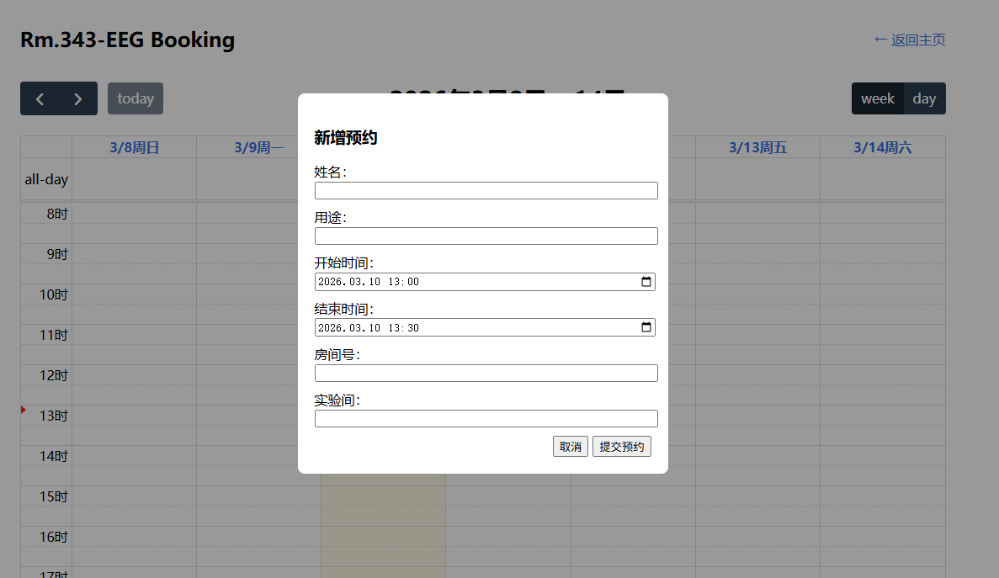 Rm.343-EEG Booking
← 返回主页
today
week day
3/8周日 3/9周一 3/13周五 3/14周六
all-day
8时
9时
10时
11时
12时
13时
14时
15时
16时
17时
新增预约
姓名：
用途：
开始时间：
2026.03.10 13:00
结束时间：
2026.03.10 13:30
房间号：
实验间：
取消 提交预约